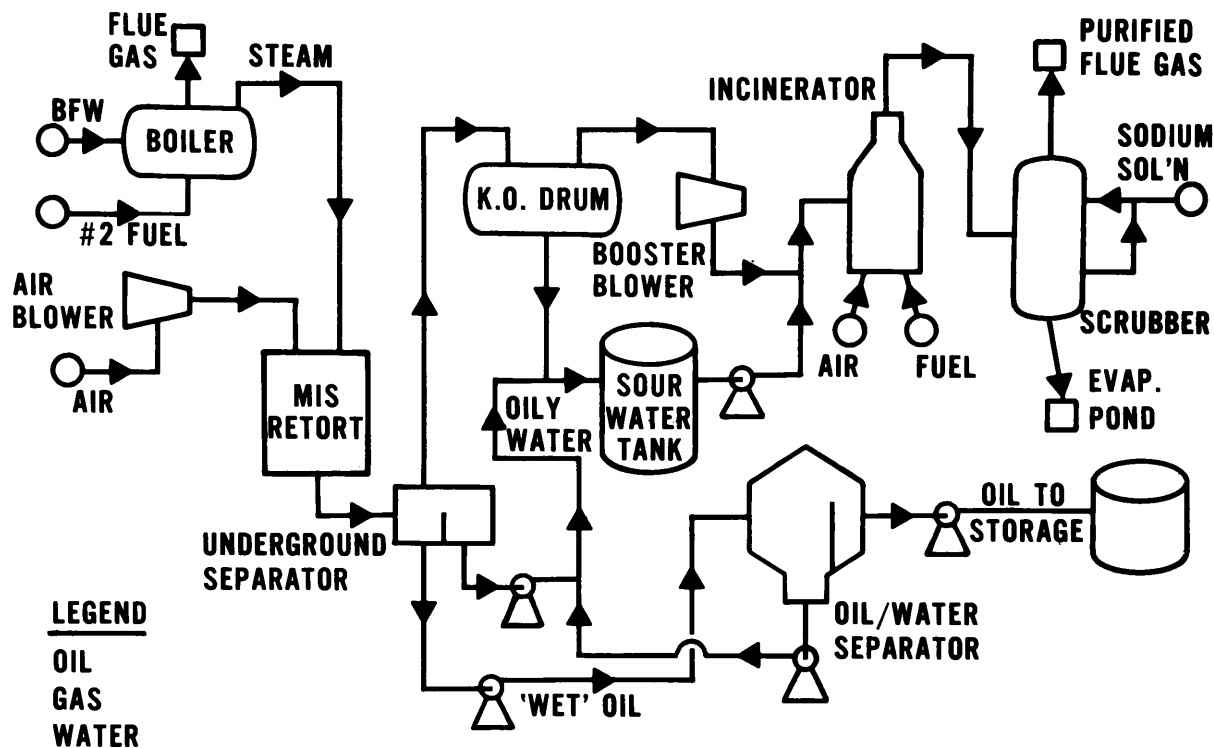 FLUE
GAS
STEAM
BFW
BOILER
#2 FUEL
AIR
BLOWER
AIR
MIS
RETORT
K.O. DRUM
BOOSTER
BLOWER
INCINERATOR
PURIFIED
FLUE GAS
SODIUM
SOL'N
SCRUBBER
AIR
FUEL
EVAP.
POND
OILY
WATER
SOUR
WATER
TANK
UNDERGROUND
SEPARATOR
OIL TO
STORAGE
OIL/WATER
SEPARATOR
'WET' OIL
LEGEND
OIL
GAS
WATER